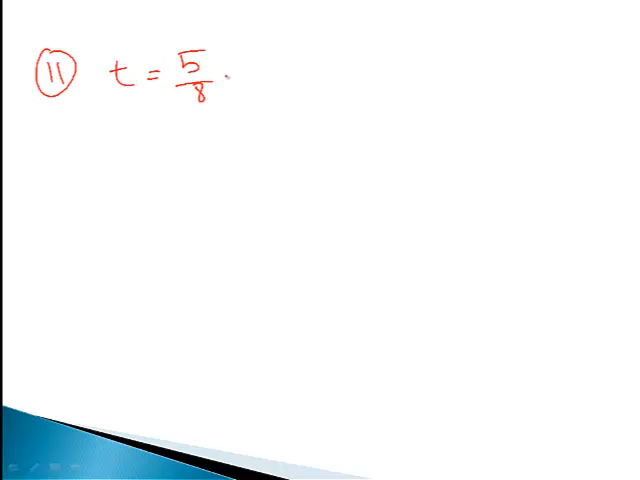 ⑪ t = 5/8